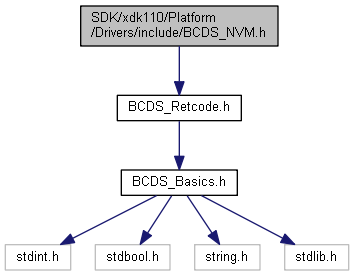 SDK/xdk110/Platform
/Drivers/include/BCDS_NVM.h
BCDS_Retcode.h
BCDS_Basics.h
stdint.h
stdbool.h
string.h
stdlib.h